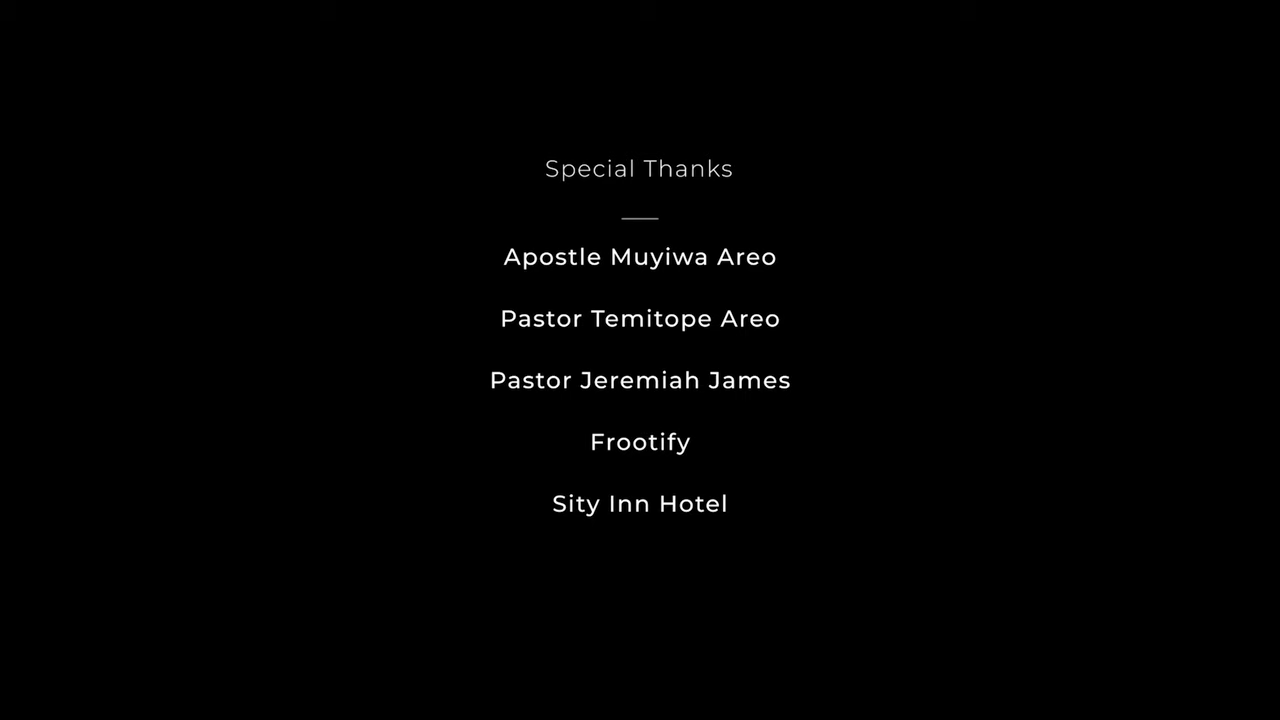 Special Thanks
Apostle Muyiwa Areo
Pastor Temitope Areo
Pastor Jeremiah James
Frootify
Sity Inn Hotel